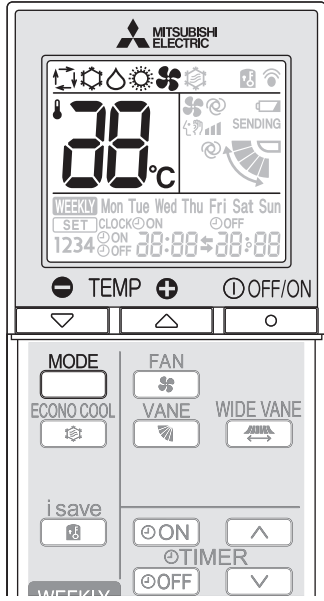 MITSUBISHI
ELECTRIC
88°C
SENDING
WEEKLY Mon Tue Wed Thu Fri Sat Sun
SET CLOCK ON OFF
1234 ON OFF 88:88 88:88
TEMP OFF/ON
MODE FAN
ECONO COOL VANE WIDE VANE
i save
ON
TIMER
OFF
WEEKLY